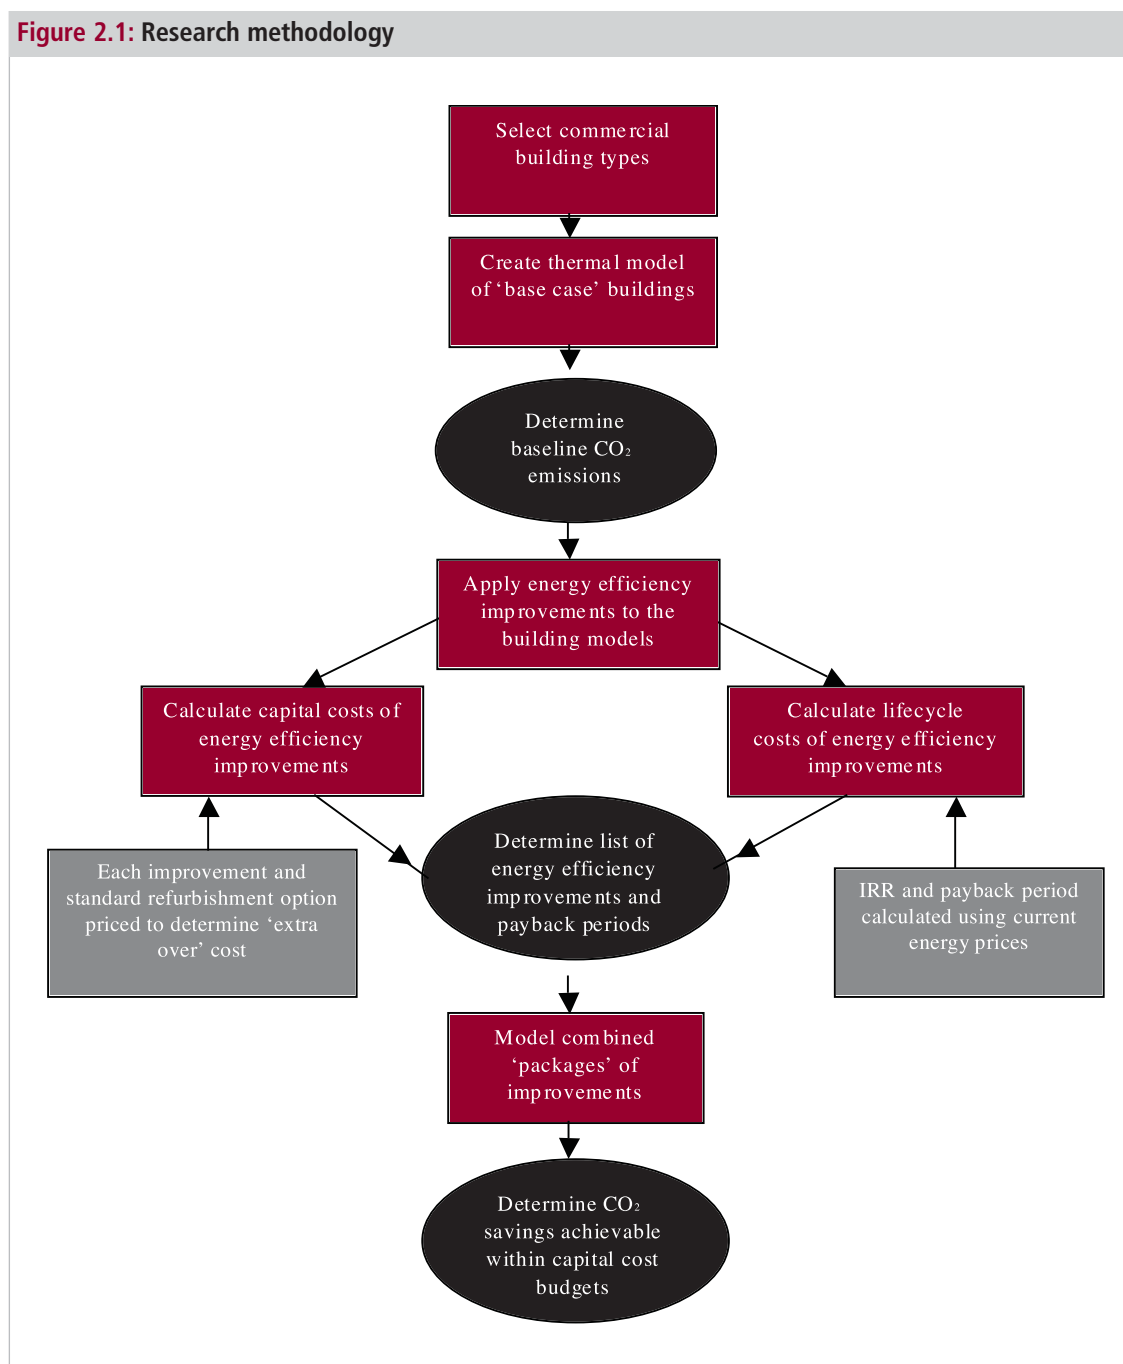 Figure 2.1: Research methodology
Select commercial
building types
Create thermal model
of ‘base case’ buildings
Determine
baseline CO₂
emissions
Apply energy efficiency
improvements to the
building models
Calculate capital costs of
energy efficiency
improvements
Calculate lifecycle
costs of energy efficiency
improvements
Each improvement and
standard refurbishment option
priced to determine ‘extra
over’ cost
Determine list of
energy efficiency
improvements and
payback periods
IRR and payback period
calculated using current
energy prices
Model combined
‘packages’ of
improvements
Determine CO₂
savings achievable
within capital cost
budgets